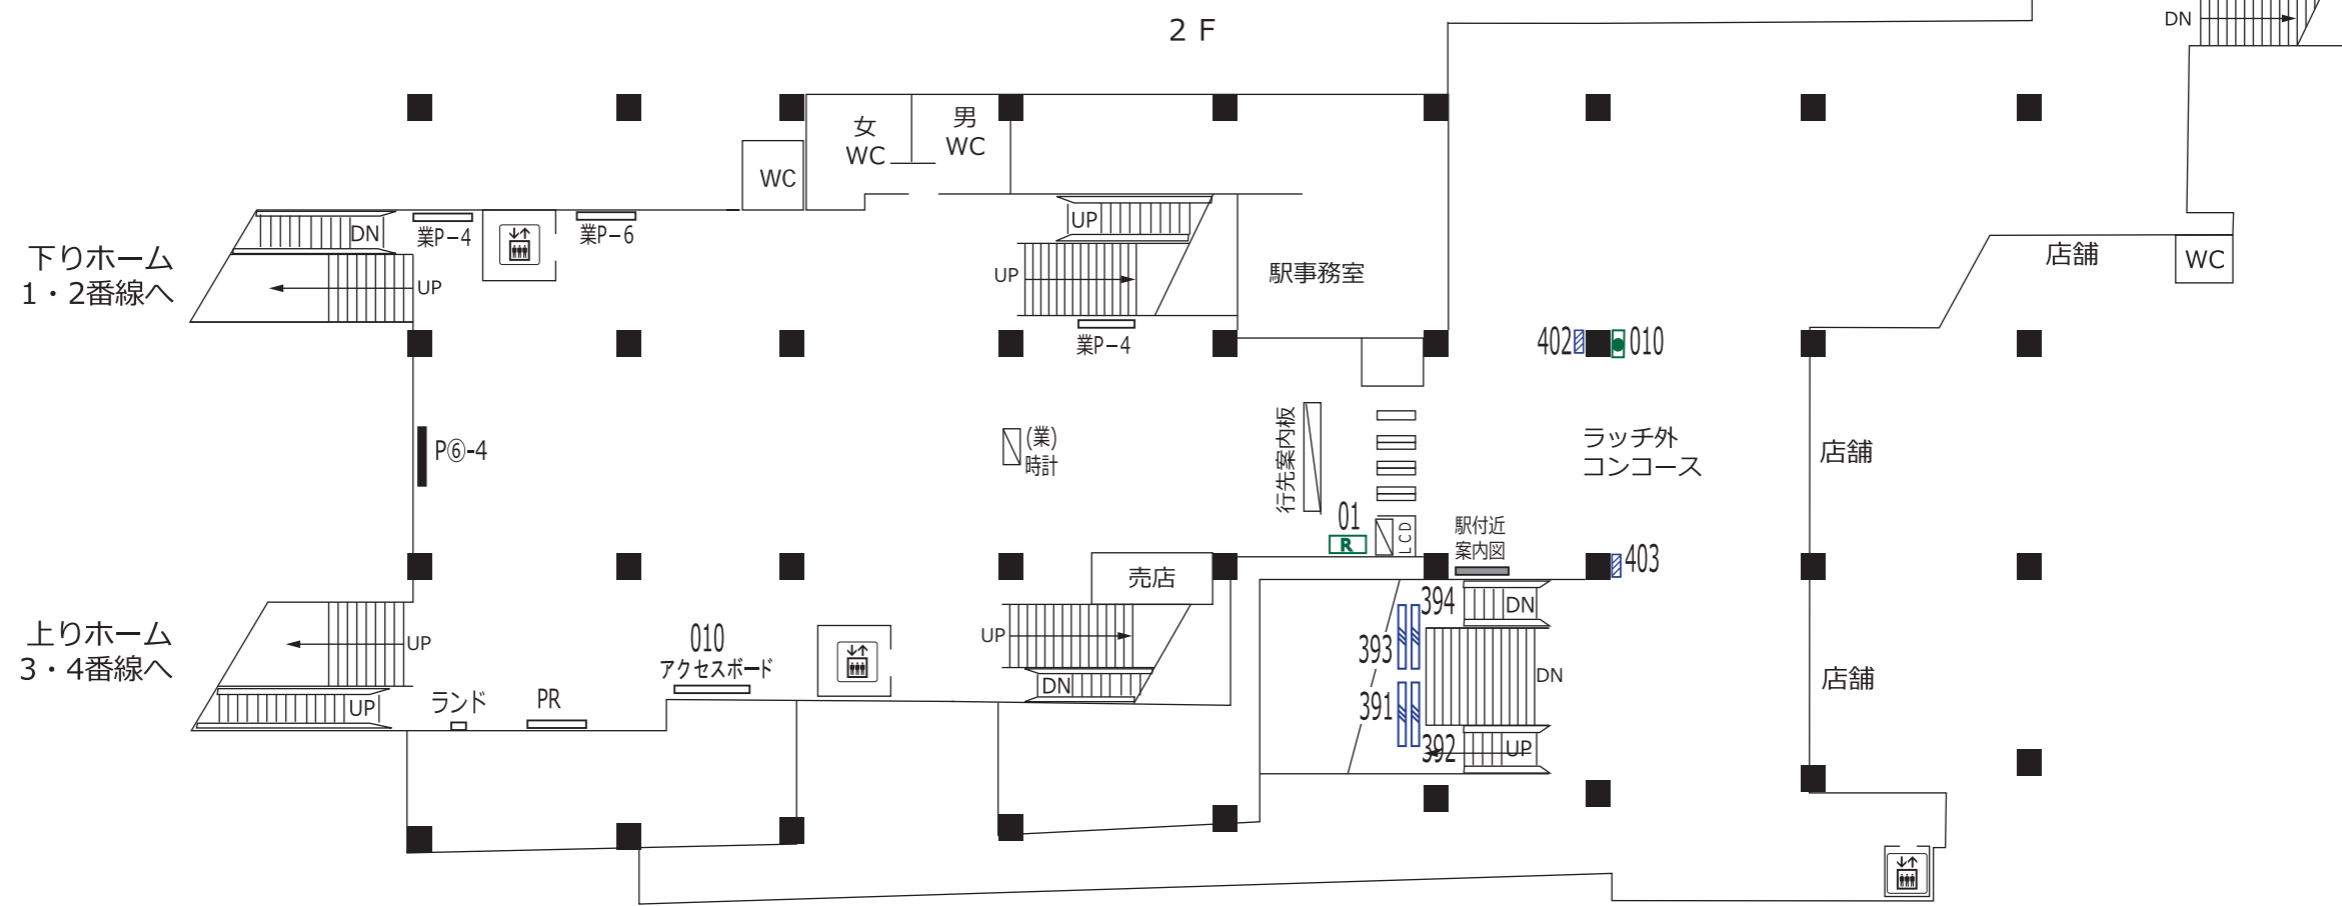 2 F
DN
女
WC
男
WC
WC
DN
業P-4
業P-6
UP
下りホーム
1・2番線へ
UP
UP
駅事務室
店舗
WC
業P-4
402
010
P⑥-4
(業)
時計
行先案内板
ラッチ外
コンコース
店舗
01
R
LCD
駅付近
案内図
403
売店
394
DN
上りホーム
3・4番線へ
UP
010
アクセスボード
UP
393
DN
店舗
DN
ランド
PR
UP
391
392
UP